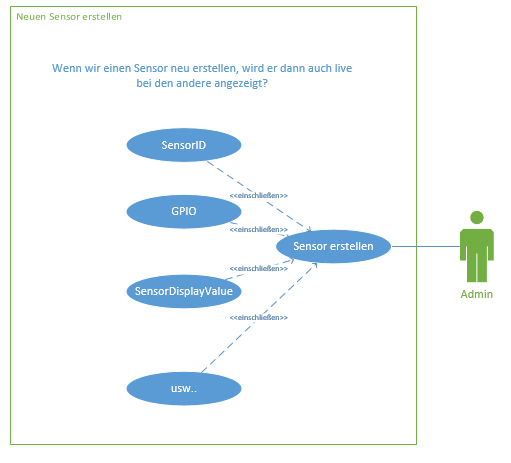 Neuen Sensor erstellen
Wenn wir einen Sensor neu erstellen, wird er dann auch live
bei den andere angezeigt?
SensorID
<<einschließen>>
GPIO
<<einschließen>>
Sensor erstellen
<<einschließen>>
SensorDisplayValue
Admin
<<einschließen>>
usw..